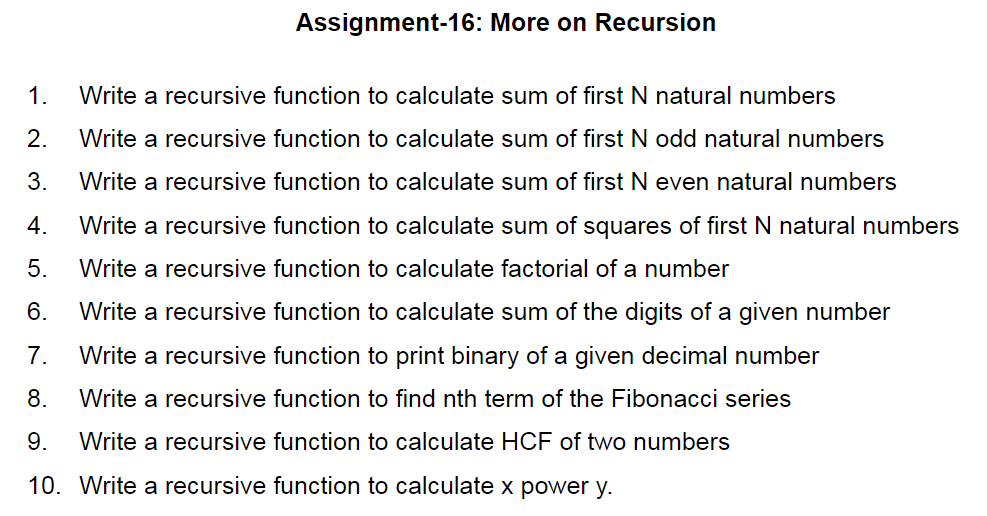 Assignment-16: More on Recursion
1. Write a recursive function to calculate sum of first N natural numbers
2. Write a recursive function to calculate sum of first N odd natural numbers
3. Write a recursive function to calculate sum of first N even natural numbers
4. Write a recursive function to calculate sum of squares of first N natural numbers
5. Write a recursive function to calculate factorial of a number
6. Write a recursive function to calculate sum of the digits of a given number
7. Write a recursive function to print binary of a given decimal number
8. Write a recursive function to find nth term of the Fibonacci series
9. Write a recursive function to calculate HCF of two numbers
10. Write a recursive function to calculate x power y.